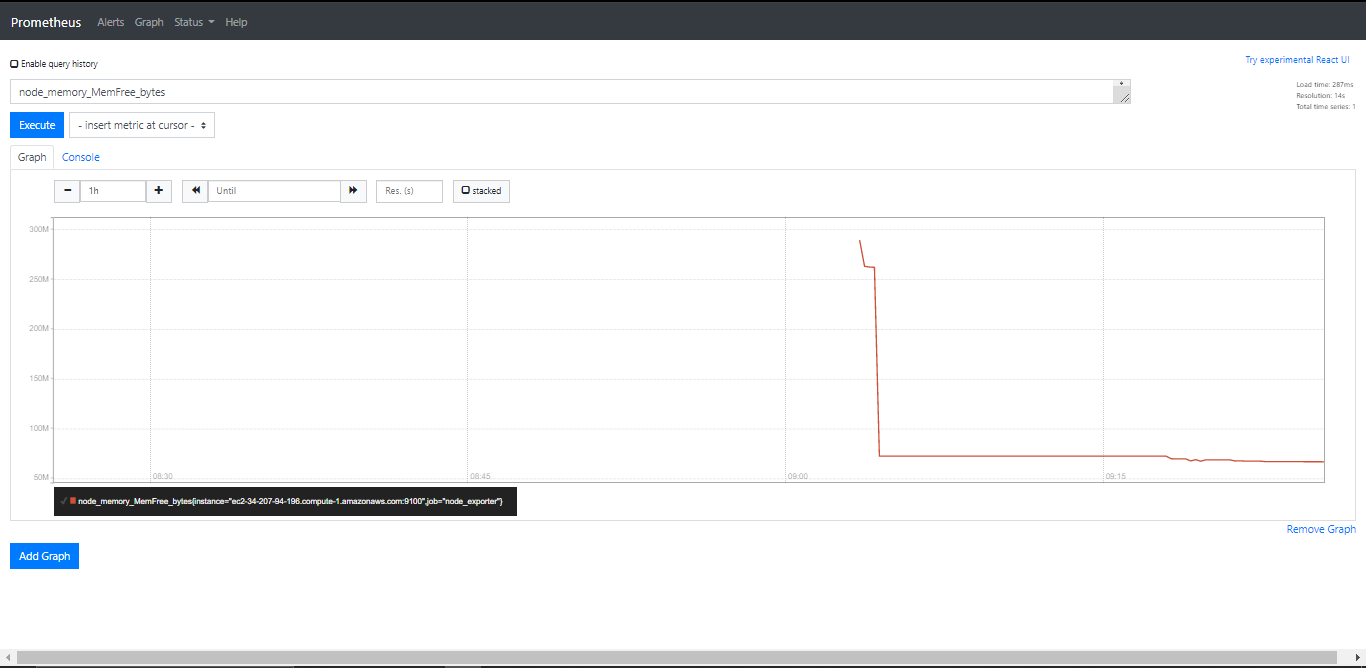 Prometheus Alerts Graph Status Help
Enable query history
Try experimental React UI
node_memory_MemFree_bytes
Load time: 287ms
Resolution: 14s
Total time series: 1
Execute - insert metric at cursor -
Graph Console
1h Until Res. (s) stacked
300M
250M
200M
150M
100M
50M
08:30 08:45 09:00 09:15
node_memory_MemFree_bytes{instance="ec2-34-207-94-196.compute-1.amazonaws.com:9100",job="node_exporter"}
Remove Graph
Add Graph